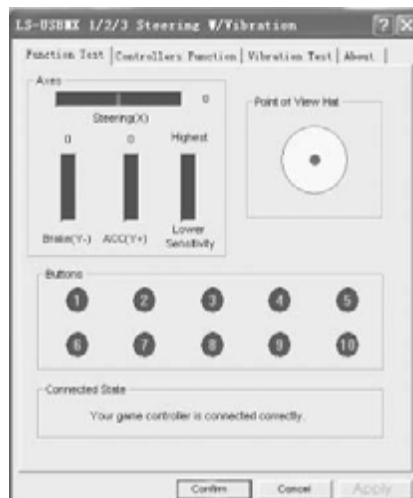 LS-USBMX 1/2/3 Steering W/Vibration
Function Test Controllers Function Vibration Test About
Axes
0
Steering(X)
0 0 Highest
Brake(Y-) ACC(Y+) Lower Sensitivity
Point of View Hat
Buttons
1 2 3 4 5
6 7 8 9 10
Connected State
Your game controller is connected correctly.
Confirm Cancel Apply